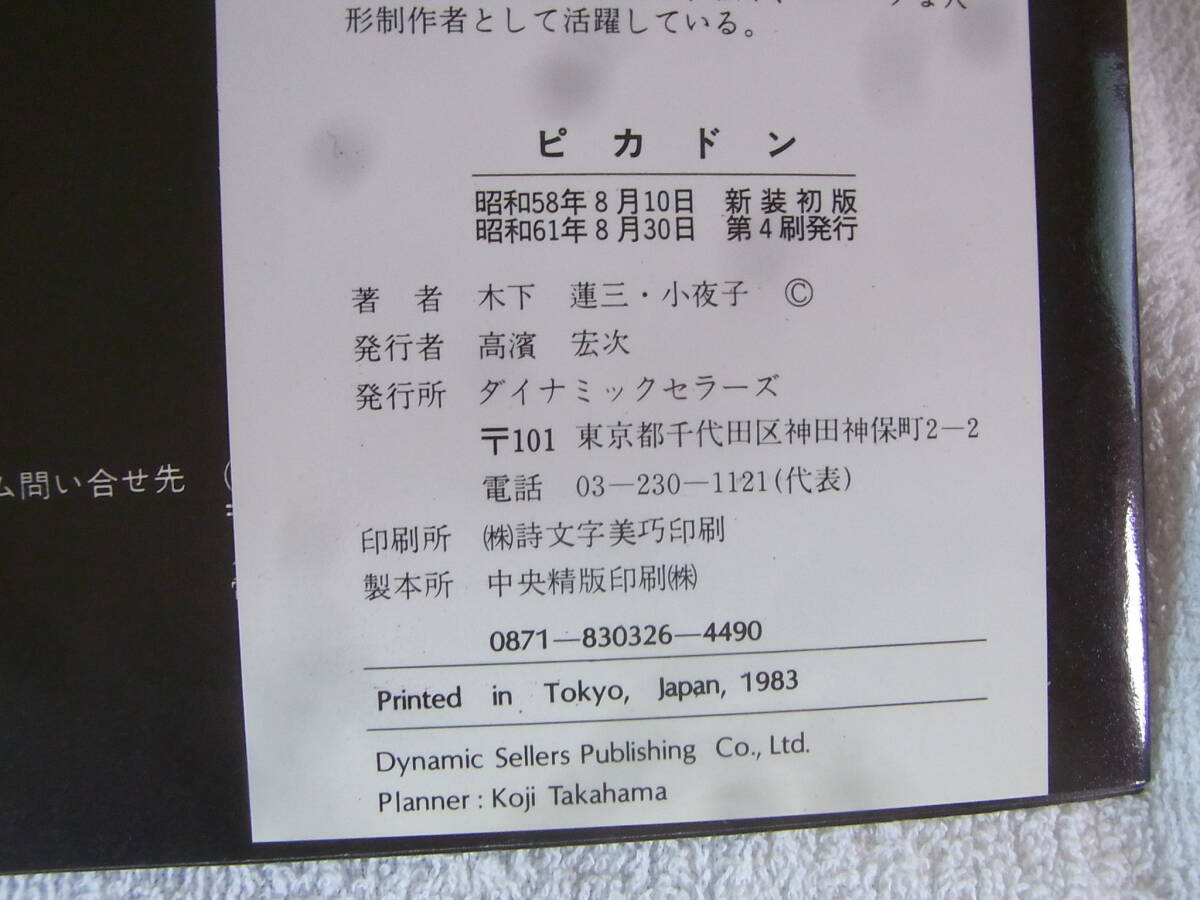 形制作者として活躍している。
ピカドン
昭和58年8月10日 新装初版
昭和61年8月30日 第4刷発行
著者 木下 蓮三・小夜子 ©
発行者 高濱 宏次
発行所 ダイナミックセラーズ
〒101 東京都千代田区神田神保町2−2
電話 03−230−1121(代表)
印刷所 ㈱詩文字美巧印刷
製本所 中央精版印刷㈱
0871−830326−4490
Printed in Tokyo, Japan, 1983
Dynamic Sellers Publishing Co., Ltd.
Planner : Koji Takahama
問い合せ先